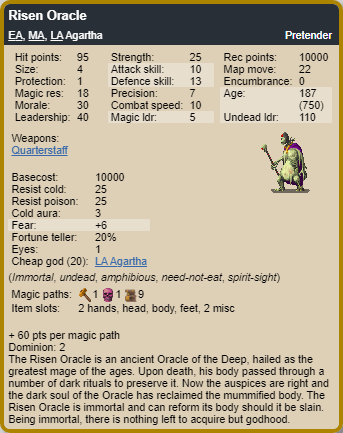 Risen Oracle
EA, MA, LA Agartha Pretender
Hit points: 95 Strength: 25 Rec points: 10000
Size: 4 Attack skill: 10 Map move: 22
Protection: 1 Defence skill: 13 Encumbrance: 0
Magic res: 18 Precision: 7 Age: 187
Morale: 30 Combat speed: 10 (750)
Leadership: 40 Magic ldr: 5 Undead ldr: 110
Weapons:
Quarterstaff
Basecost: 10000
Resist cold: 25
Resist poison: 25
Cold aura: 3
Fear: +6
Fortune teller: 20%
Eyes: 1
Cheap god (20): LA Agartha
(Immortal, undead, amphibious, need-not-eat, spirit-sight)
Magic paths: 1 1 9
Item slots: 2 hands, head, body, feet, 2 misc
+ 60 pts per magic path
Dominion: 2
The Risen Oracle is an ancient Oracle of the Deep, hailed as the
greatest mage of the ages. Upon death, his body passed through a
number of dark rituals to preserve it. Now the auspices are right and
the dark soul of the Oracle has reclaimed the mummified body. The
Risen Oracle is immortal and can reform its body should it be slain.
Being immortal, there is nothing left to acquire but godhood.